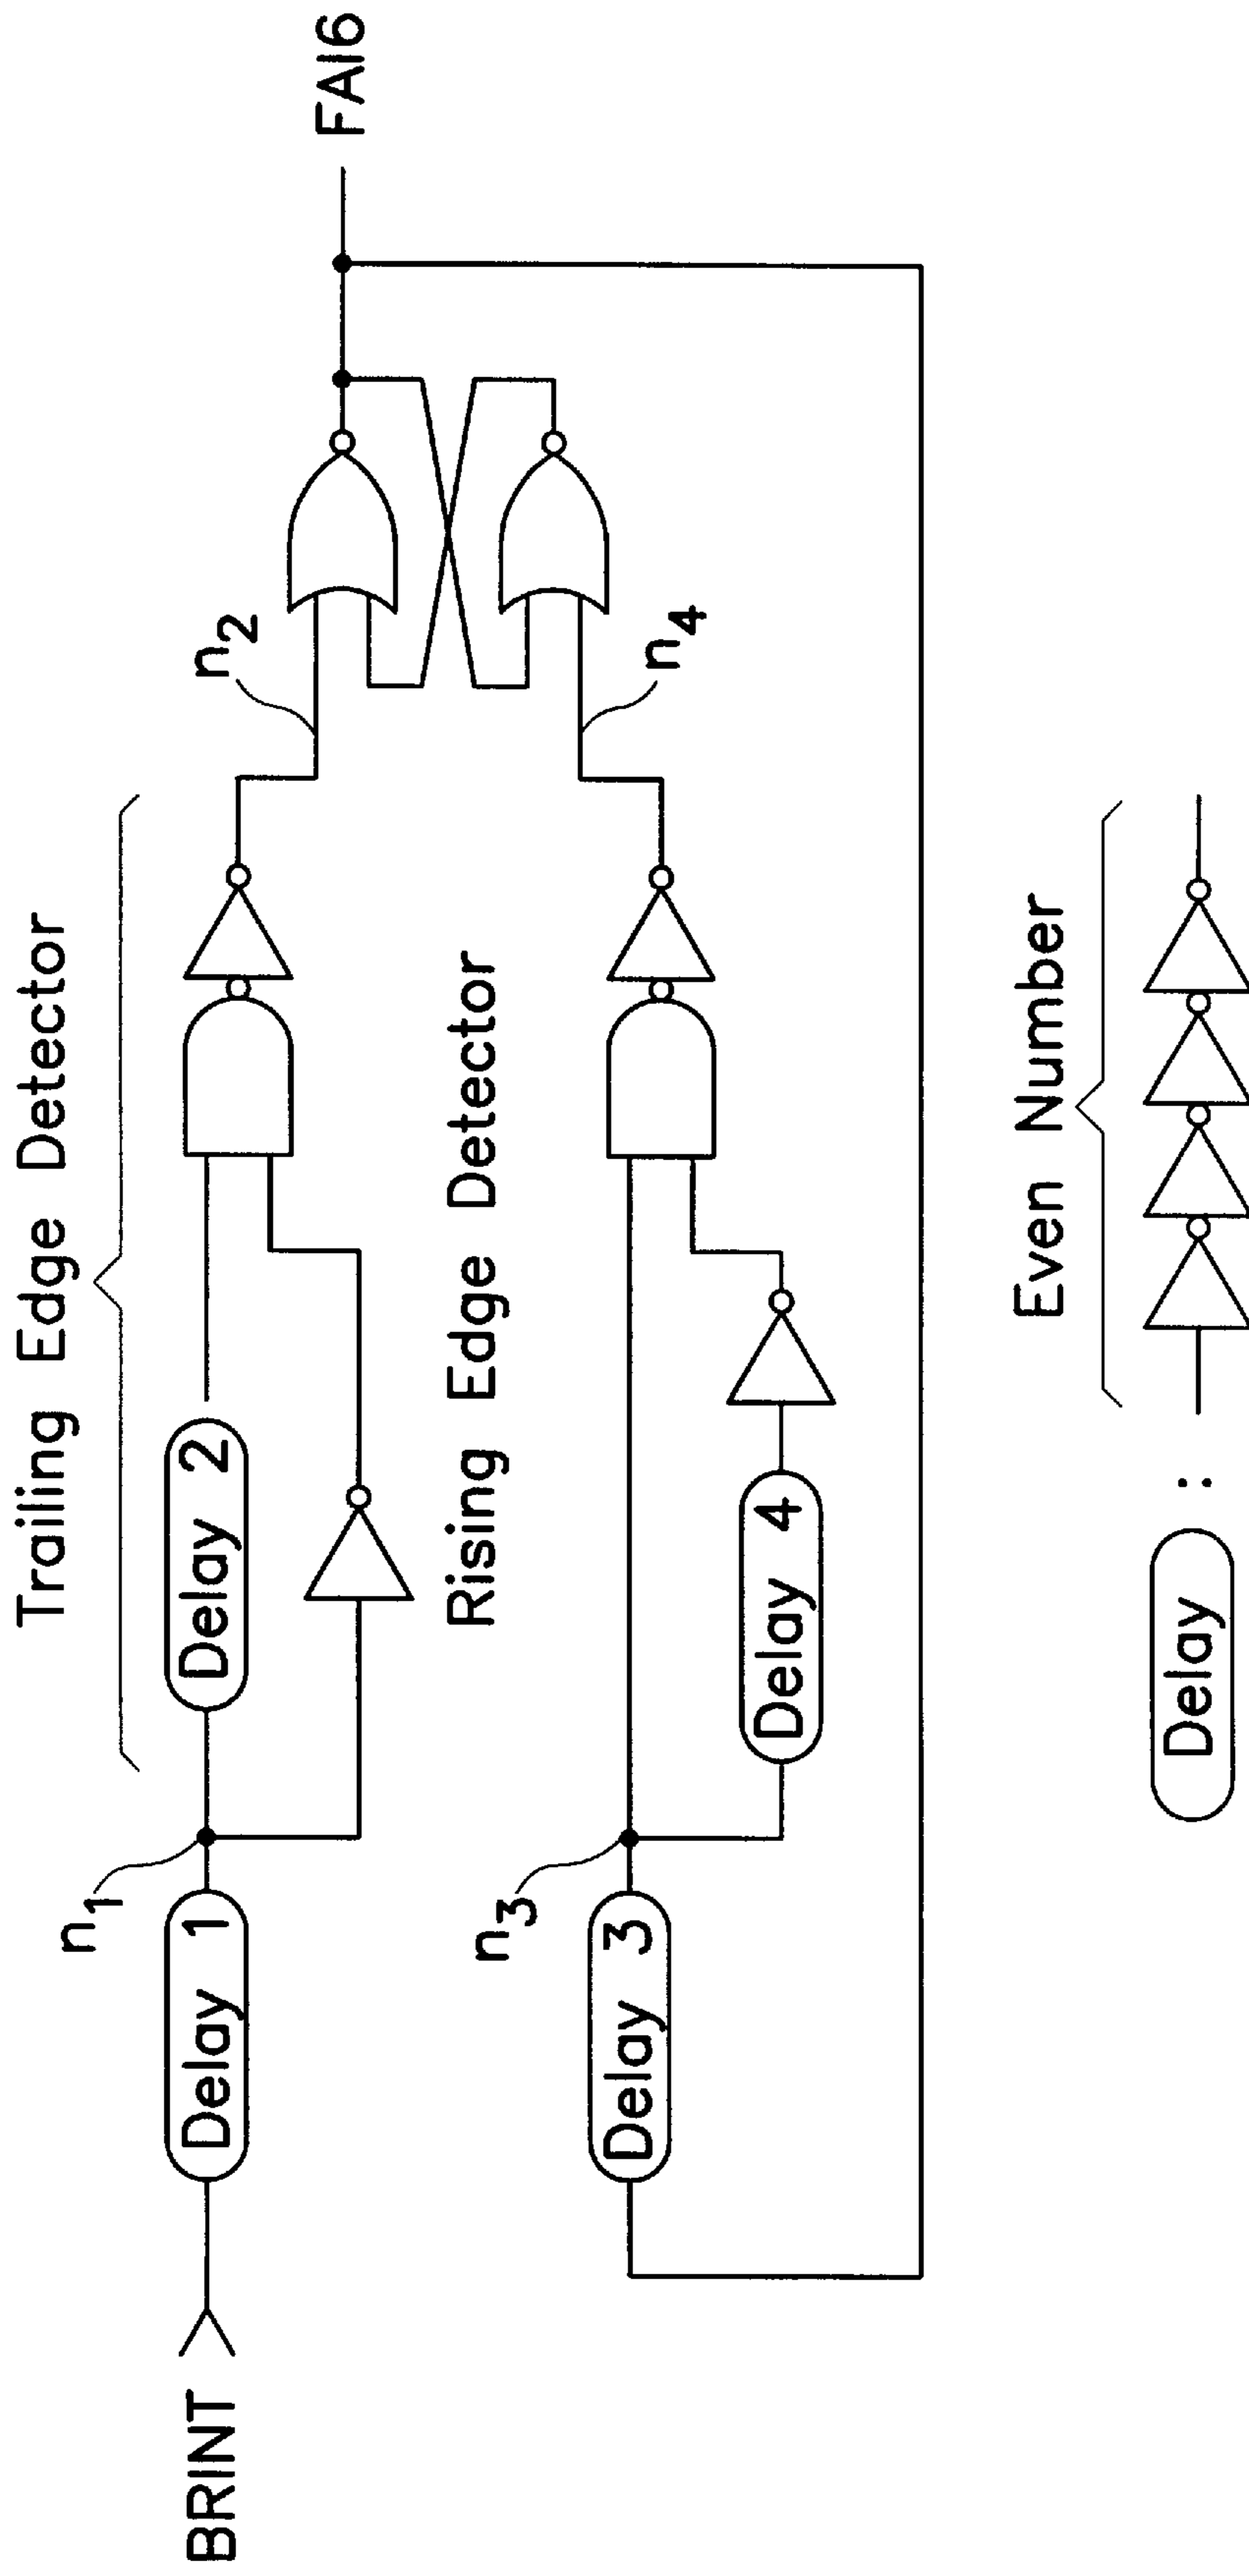 Trailing Edge Detector
n1
n2
BRINT
Delay 1
Delay 2
FAI6
Rising Edge Detector
n3
n4
Delay 3
Delay 4
Even Number
Delay :